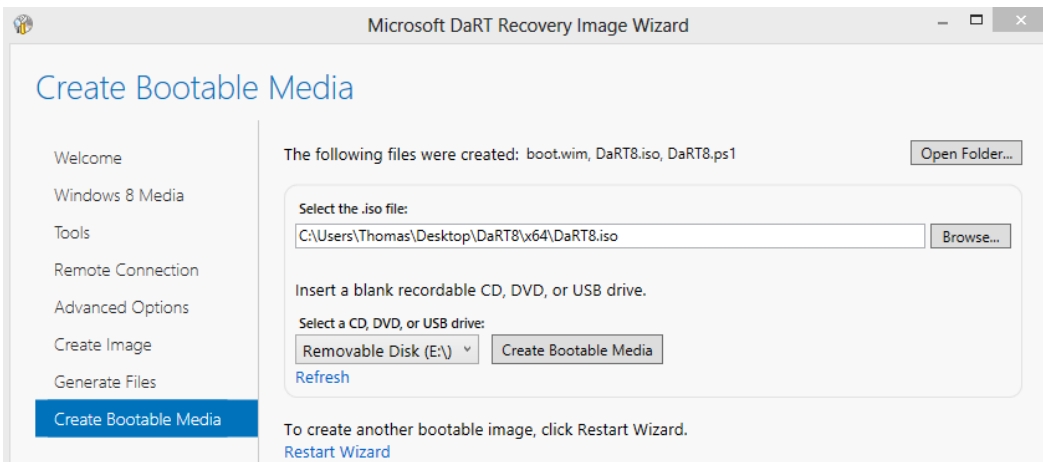 Microsoft DaRT Recovery Image Wizard
Create Bootable Media
Welcome
Windows 8 Media
Tools
Remote Connection
Advanced Options
Create Image
Generate Files
Create Bootable Media
The following files were created: boot.wim, DaRT8.iso, DaRT8.ps1
Open Folder...
Select the .iso file:
C:\Users\Thomas\Desktop\DaRT8\x64\DaRT8.iso
Browse...
Insert a blank recordable CD, DVD, or USB drive.
Select a CD, DVD, or USB drive:
Removable Disk (E:\)
Create Bootable Media
Refresh
To create another bootable image, click Restart Wizard.
Restart Wizard